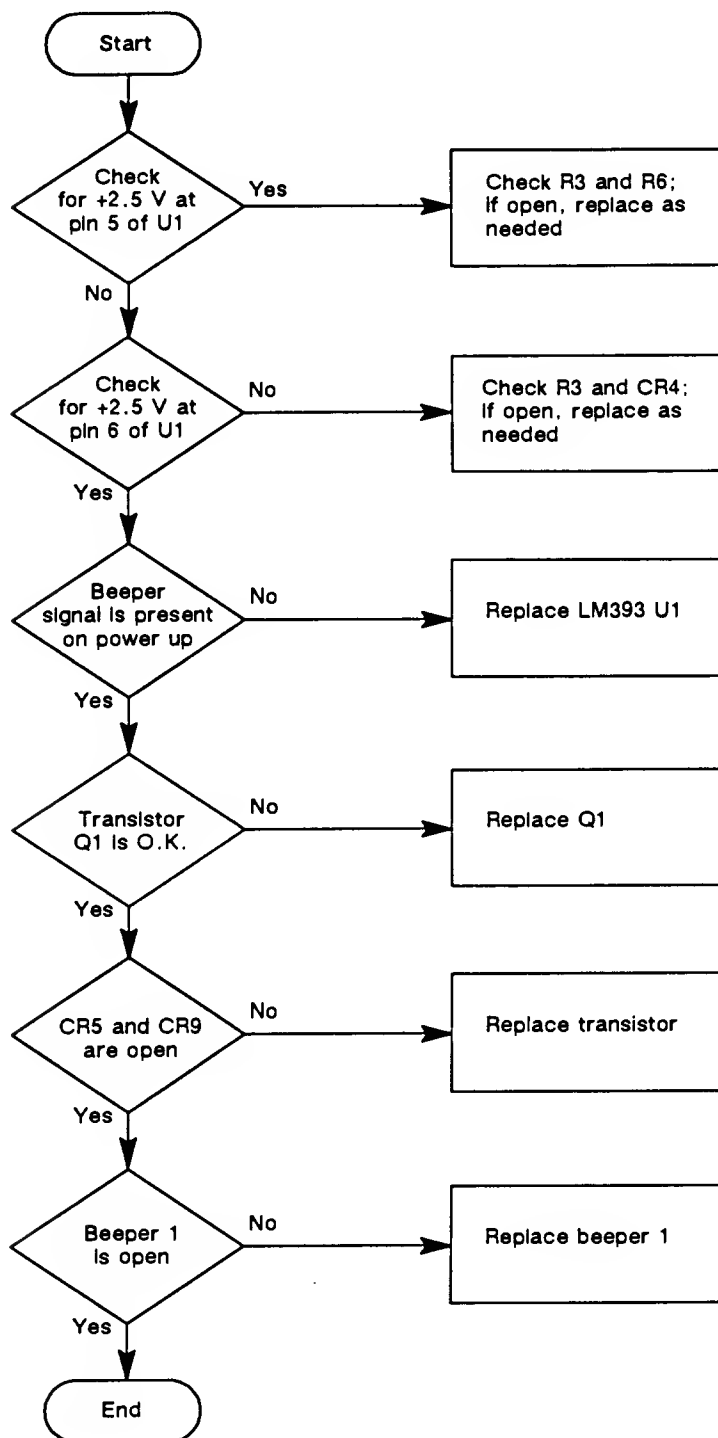 Start
Check
for +2.5 V at
pin 5 of U1
Yes
Check R3 and R6;
If open, replace as
needed
No
Check
for +2.5 V at
pin 6 of U1
No
Check R3 and CR4;
If open, replace as
needed
Yes
Beeper
signal is present
on power up
No
Replace LM393 U1
Yes
Transistor
Q1 is O.K.
No
Replace Q1
Yes
CR5 and CR9
are open
No
Replace transistor
Yes
Beeper 1
is open
No
Replace beeper 1
Yes
End